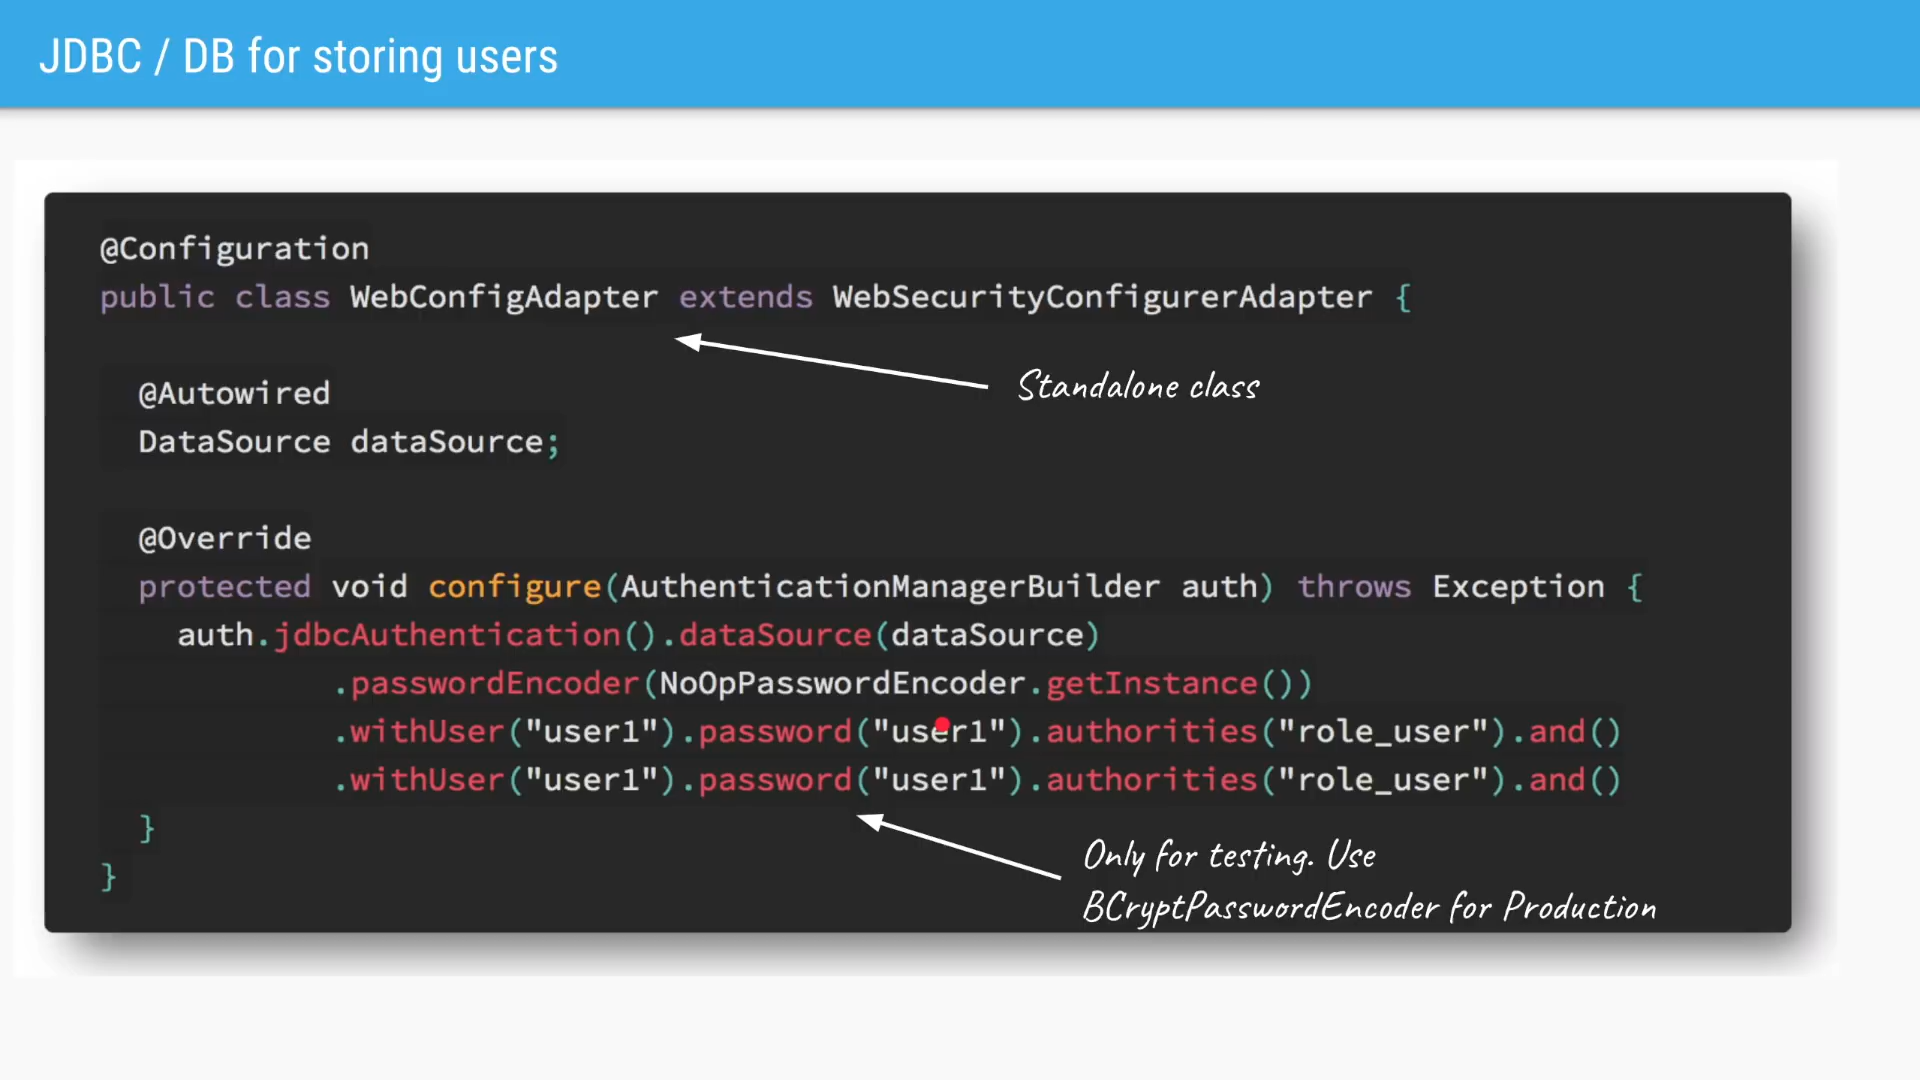 JDBC / DB for storing users
@Configuration
public class WebConfigAdapter extends WebSecurityConfigurerAdapter {
Standalone class
@Autowired
DataSource dataSource;
@Override
protected void configure(AuthenticationManagerBuilder auth) throws Exception {
auth.jdbcAuthentication().dataSource(dataSource)
.passwordEncoder(NoOpPasswordEncoder.getInstance())
.withUser("user1").password("user1").authorities("role_user").and()
.withUser("user1").password("user1").authorities("role_user").and()
}
Only for testing. Use
}
BCryptPasswordEncoder for Production